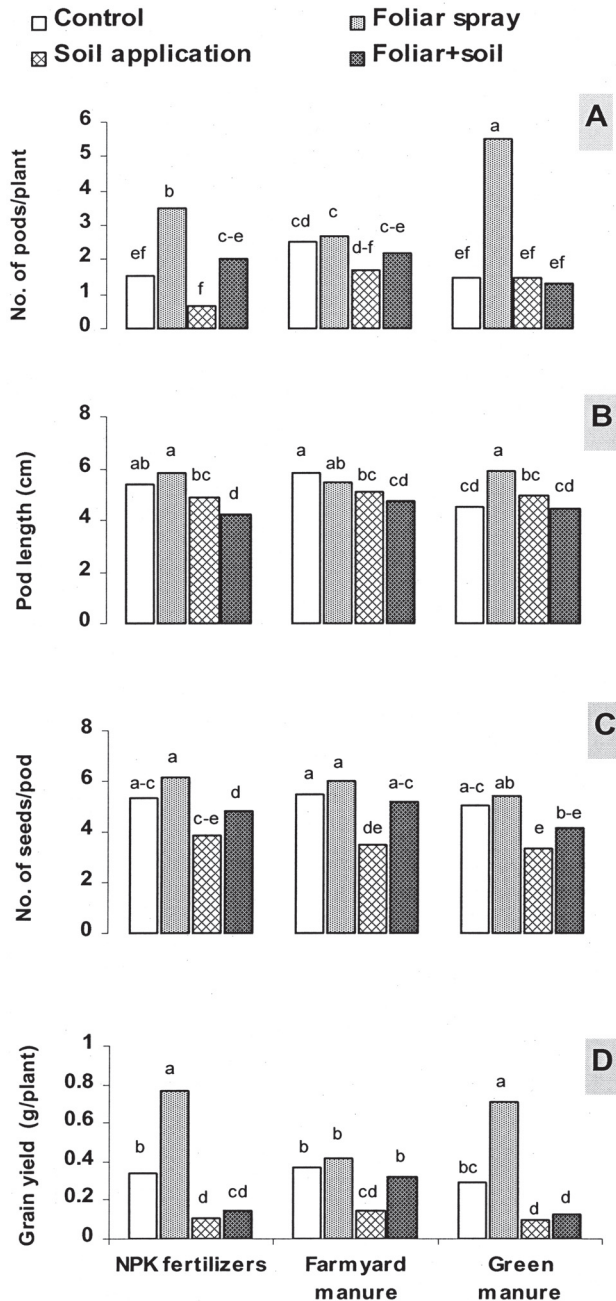 Control Foliar spray
Soil application Foliar+soil
A
No. of pods/plant
6
5
4
3
2
1
0
ef b f c-e
cd c d-f c-e
ef a ef ef
B
Pod length (cm)
8
6
4
2
0
ab a bc d
a ab bc cd
cd a bc cd
C
No. of seeds/pod
8
6
4
2
0
a-c a c-e d
a a de a-c
a-c ab e b-e
D
Grain yield (g/plant)
1
0.8
0.6
0.4
0.2
0
b a d cd
b b cd b
bc a d d
NPK fertilizers Farmyard Green
manure manure